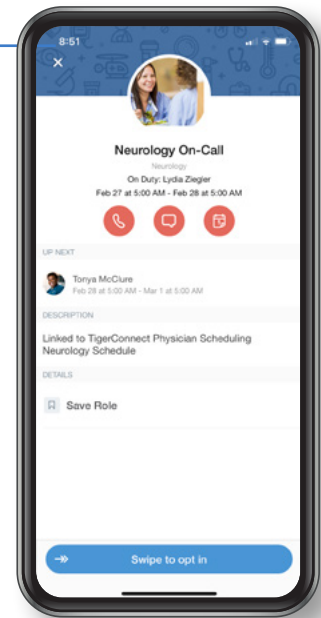 8:51
Neurology On-Call
Neurology
On Duty: Lydia Ziegler
Feb 27 at 5:00 AM - Feb 28 at 5:00 AM
UP NEXT
Tonya McClure
Feb 28 at 5:00 AM - Mar 1 at 5:00 AM
DESCRIPTION
Linked to TigerConnect Physician Scheduling
Neurology Schedule
DETAILS
Save Role
Swipe to opt in